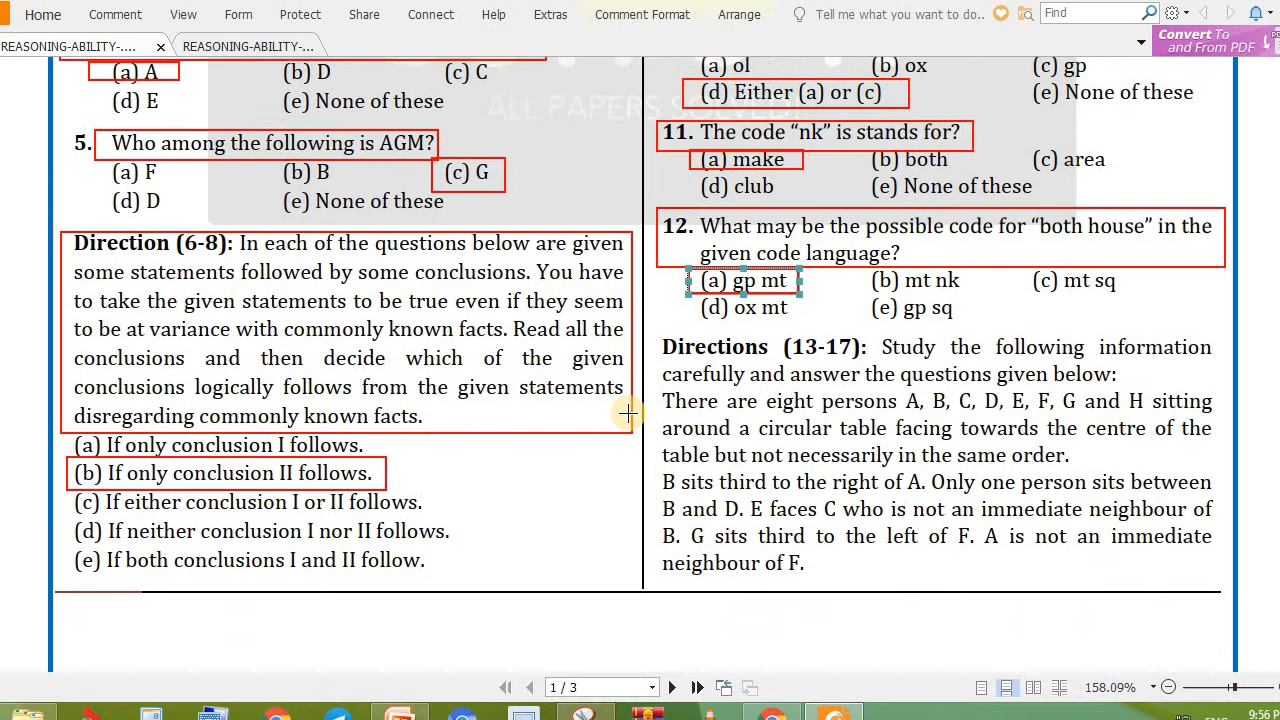 Home Comment View Form Protect Share Connect Help Extras Comment Format Arrange Tell me what you want to do.. Find
REASONING-ABILITY-.... REASONING-ABILITY-... Convert To
and From PDF
(a) A (b) D (c) C
(d) E (e) None of these
5. Who among the following is AGM?
(a) F (b) B (c) G
(d) D (e) None of these
Direction (6-8): In each of the questions below are given
some statements followed by some conclusions. You have
to take the given statements to be true even if they seem
to be at variance with commonly known facts. Read all the
conclusions and then decide which of the given
conclusions logically follows from the given statements
disregarding commonly known facts.
(a) If only conclusion I follows.
(b) If only conclusion II follows.
(c) If either conclusion I or II follows.
(d) If neither conclusion I nor II follows.
(e) If both conclusions I and II follow.
ALL PAPERS SOLVED!
(a) ol (b) ox (c) gp
(d) Either (a) or (c) (e) None of these
11. The code “nk” is stands for?
(a) make (b) both (c) area
(d) club (e) None of these
12. What may be the possible code for “both house” in the
given code language?
(a) gp mt (b) mt nk (c) mt sq
(d) ox mt (e) gp sq
Directions (13-17): Study the following information
carefully and answer the questions given below:
There are eight persons A, B, C, D, E, F, G and H sitting
around a circular table facing towards the centre of the
table but not necessarily in the same order.
B sits third to the right of A. Only one person sits between
B and D. E faces C who is not an immediate neighbour of
B. G sits third to the left of F. A is not an immediate
neighbour of F.
1 / 3 158.09%
9:56 P